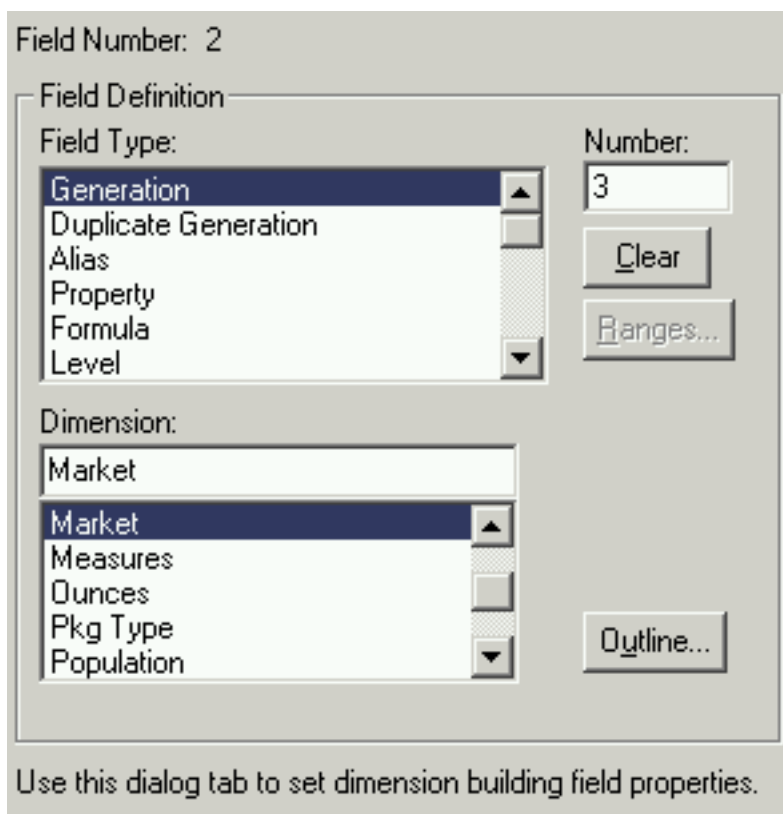 Field Number: 2
Field Definition
Field Type:
Number:
Generation
3
Duplicate Generation
Alias
Clear
Property
Formula
Ranges...
Level
Dimension:
Market
Market
Measures
Ounces
Pkg Type
Outline...
Population
Use this dialog tab to set dimension building field properties.